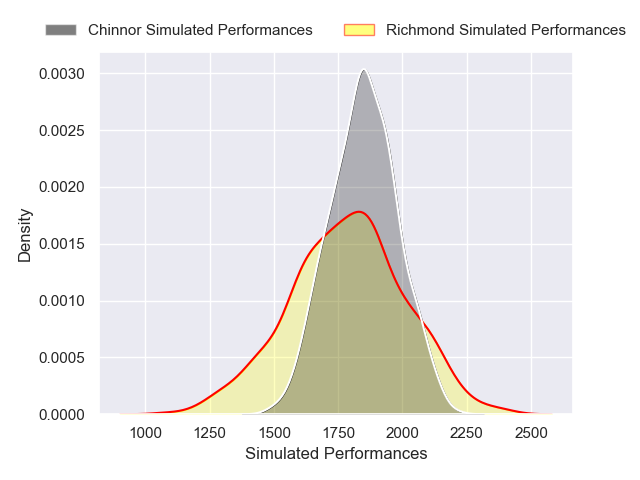 Chinnor Simulated Performances Richmond Simulated Performances
0.0030
0.0025
0.0020
0.0015
0.0010
0.0005
0.0000
Density
1000 1250 1500 1750 2000 2250 2500
Simulated Performances